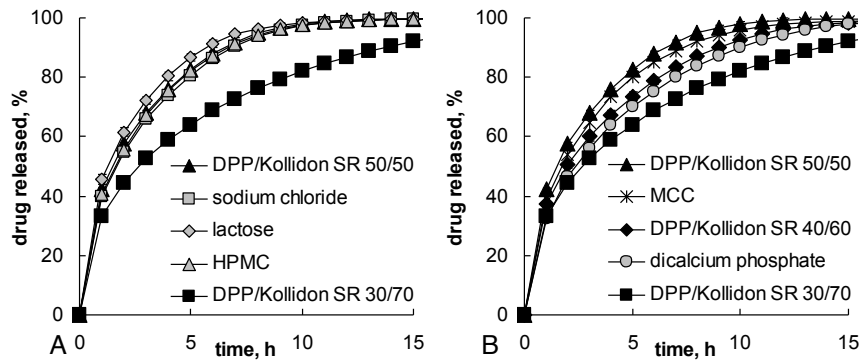 100
80
60
40
20
0
drug released, %
DPP/Kollidon SR 50/50
sodium chloride
lactose
HPMC
DPP/Kollidon SR 30/70
0 5 10 15
A
time, h
100
80
60
40
20
0
drug released, %
DPP/Kollidon SR 50/50
MCC
DPP/Kollidon SR 40/60
dicalcium phosphate
DPP/Kollidon SR 30/70
0 5 10 15
B
time, h